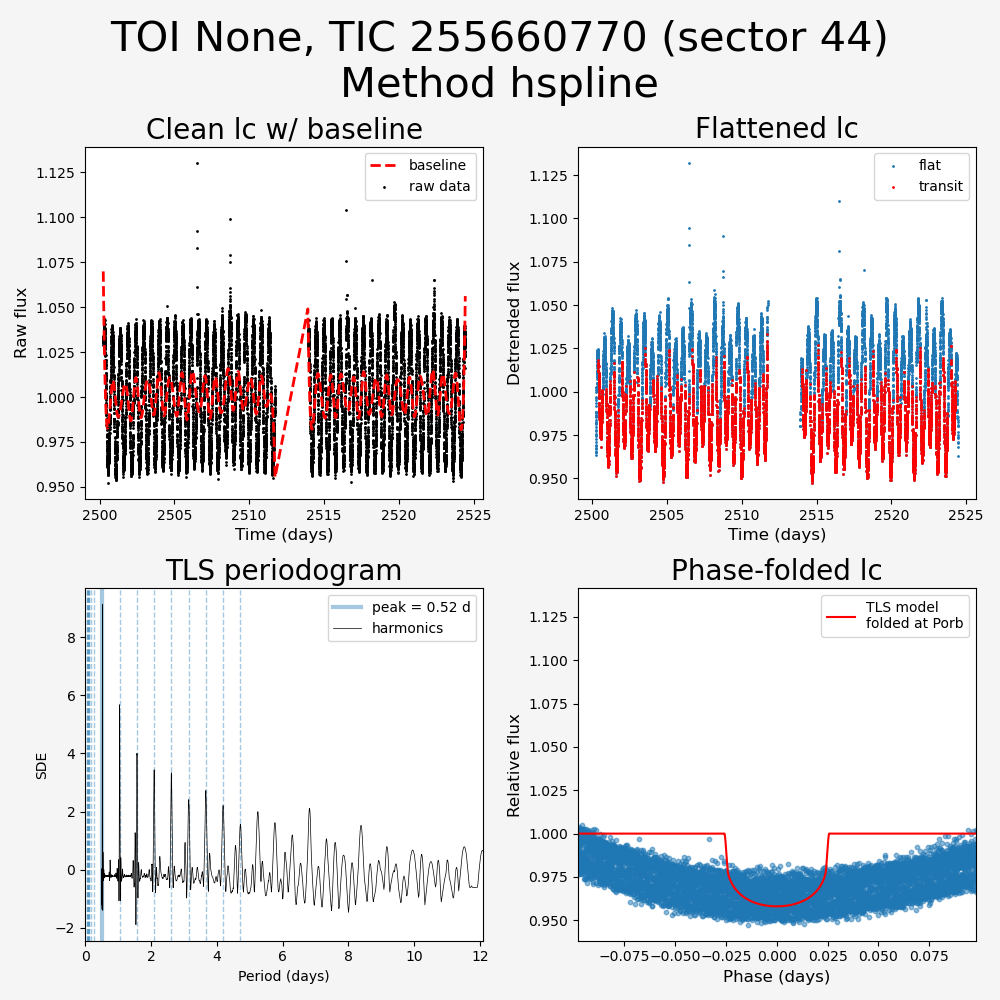 TOI None, TIC 255660770 (sector 44)
Method hspline
Clean lc w/ baseline
Raw flux
1.125
1.100
1.075
1.050
1.025
1.000
0.975
0.950
baseline
raw data
2500
2505
2510
2515
2520
2525
Time (days)
Flattened lc
Detrended flux
1.125
1.100
1.075
1.050
1.025
1.000
0.975
0.950
flat
transit
2500
2505
2510
2515
2520
2525
Time (days)
TLS periodogram
SDE
8
6
4
2
0
−2
peak = 0.52 d
harmonics
0
2
4
6
8
10
12
Period (days)
Phase-folded lc
Relative flux
1.125
1.100
1.075
1.050
1.025
1.000
0.975
0.950
TLS model
folded at Porb
−0.075
−0.050
−0.025
0.000
0.025
0.050
0.075
Phase (days)